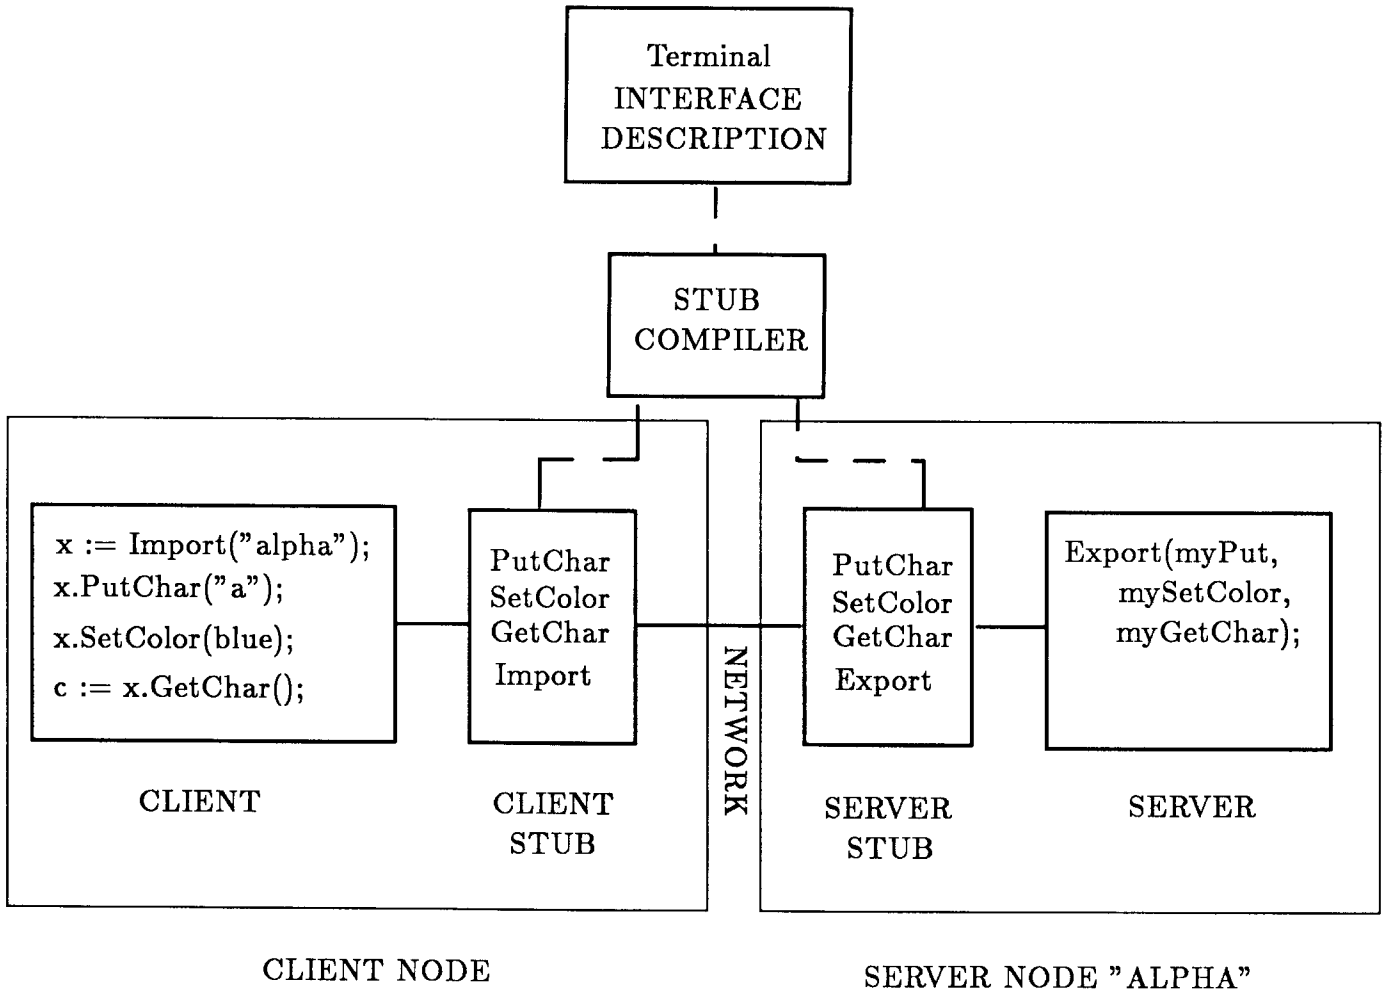 Terminal
INTERFACE
DESCRIPTION
STUB
COMPILER
x := Import("alpha");
x.PutChar("a");
x.SetColor(blue);
c := x.GetChar();
CLIENT
PutChar
SetColor
GetChar
Import
CLIENT
STUB
NETWORK
PutChar
SetColor
GetChar
Export
SERVER
STUB
Export(myPut,
mySetColor,
myGetChar);
SERVER
CLIENT NODE
SERVER NODE "ALPHA"